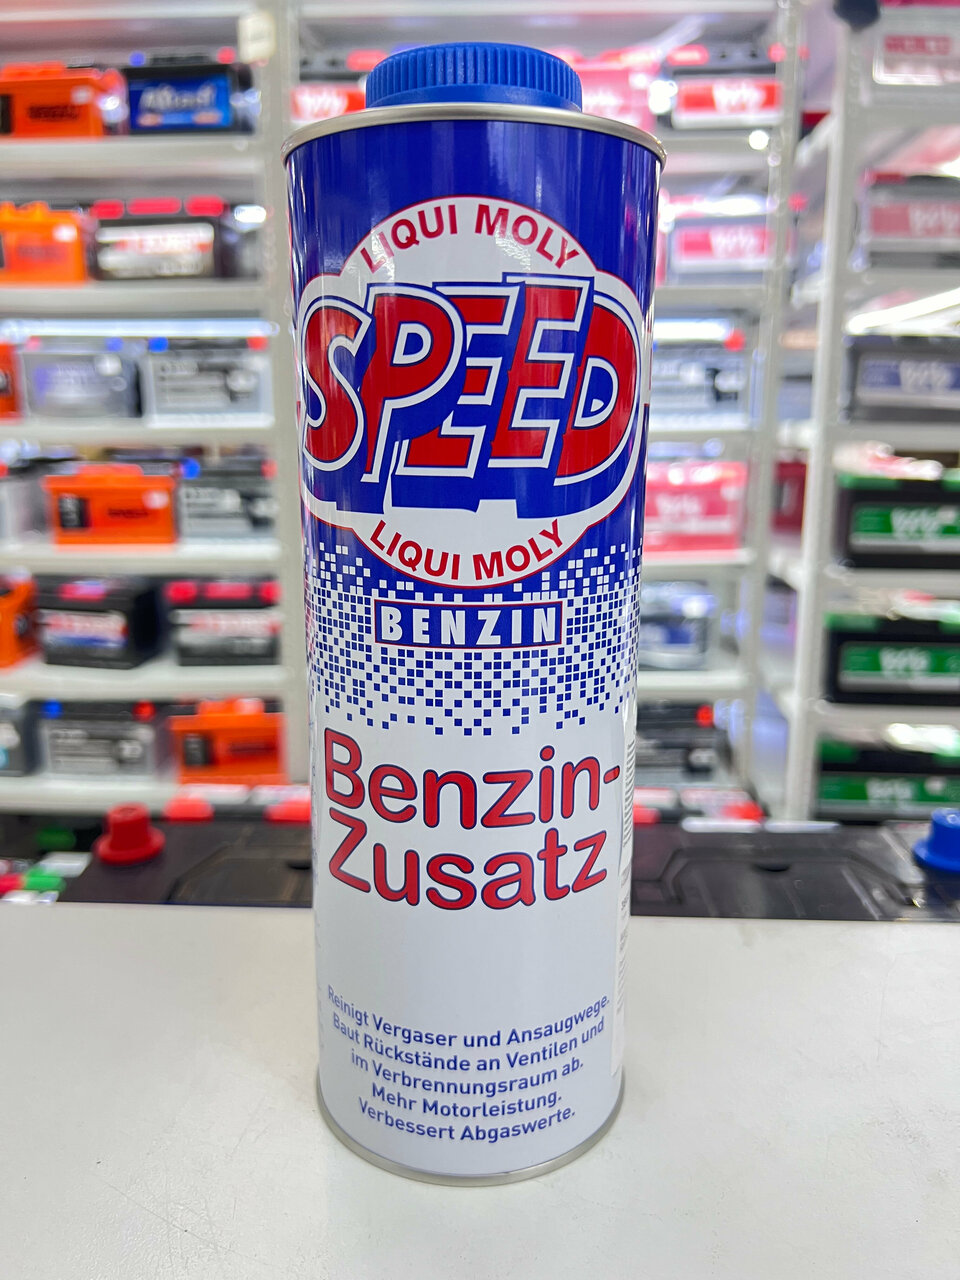 LIQUI MOLY
SPEED
LIQUI MOLY
BENZIN
Benzin-
Zusatz
Reinigt Vergaser und Ansaugwege.
Baut Rückstände an Ventilen und
im Verbrennungsraum ab.
Mehr Motorleistung.
Verbessert Abgaswerte.